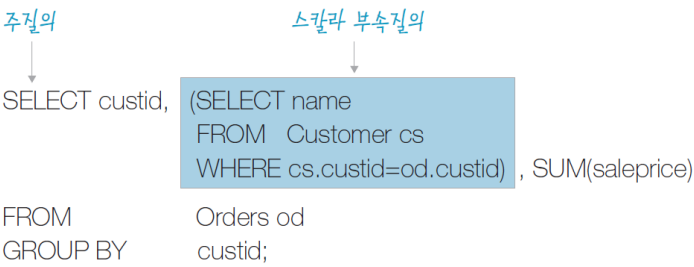 주질의 스칼라 부속질의
SELECT custid, (SELECT name
FROM Customer cs
WHERE cs.custid=od.custid) , SUM(saleprice)
FROM Orders od
GROUP BY custid;